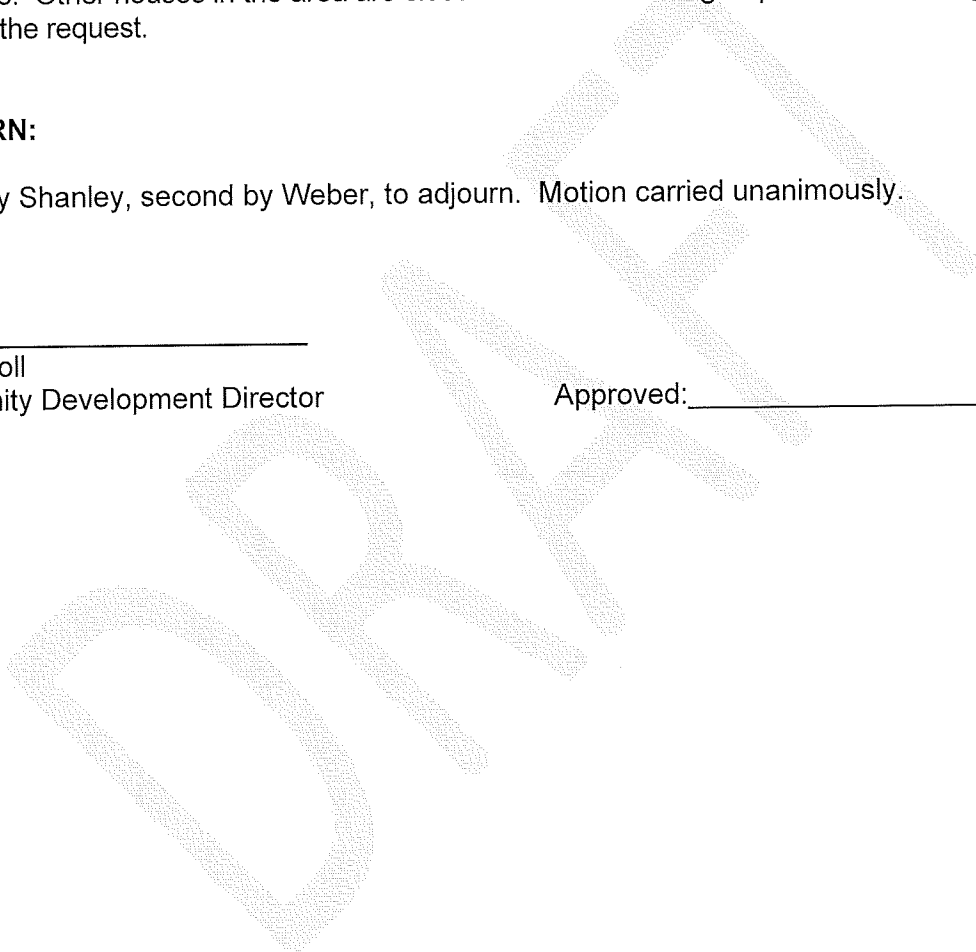 Other houses in the area are
the request.
RN:
y Shanley, second by Weber, to adjourn. Motion carried unanimously.
oll
ity Development Director
Approved:
DRAFT